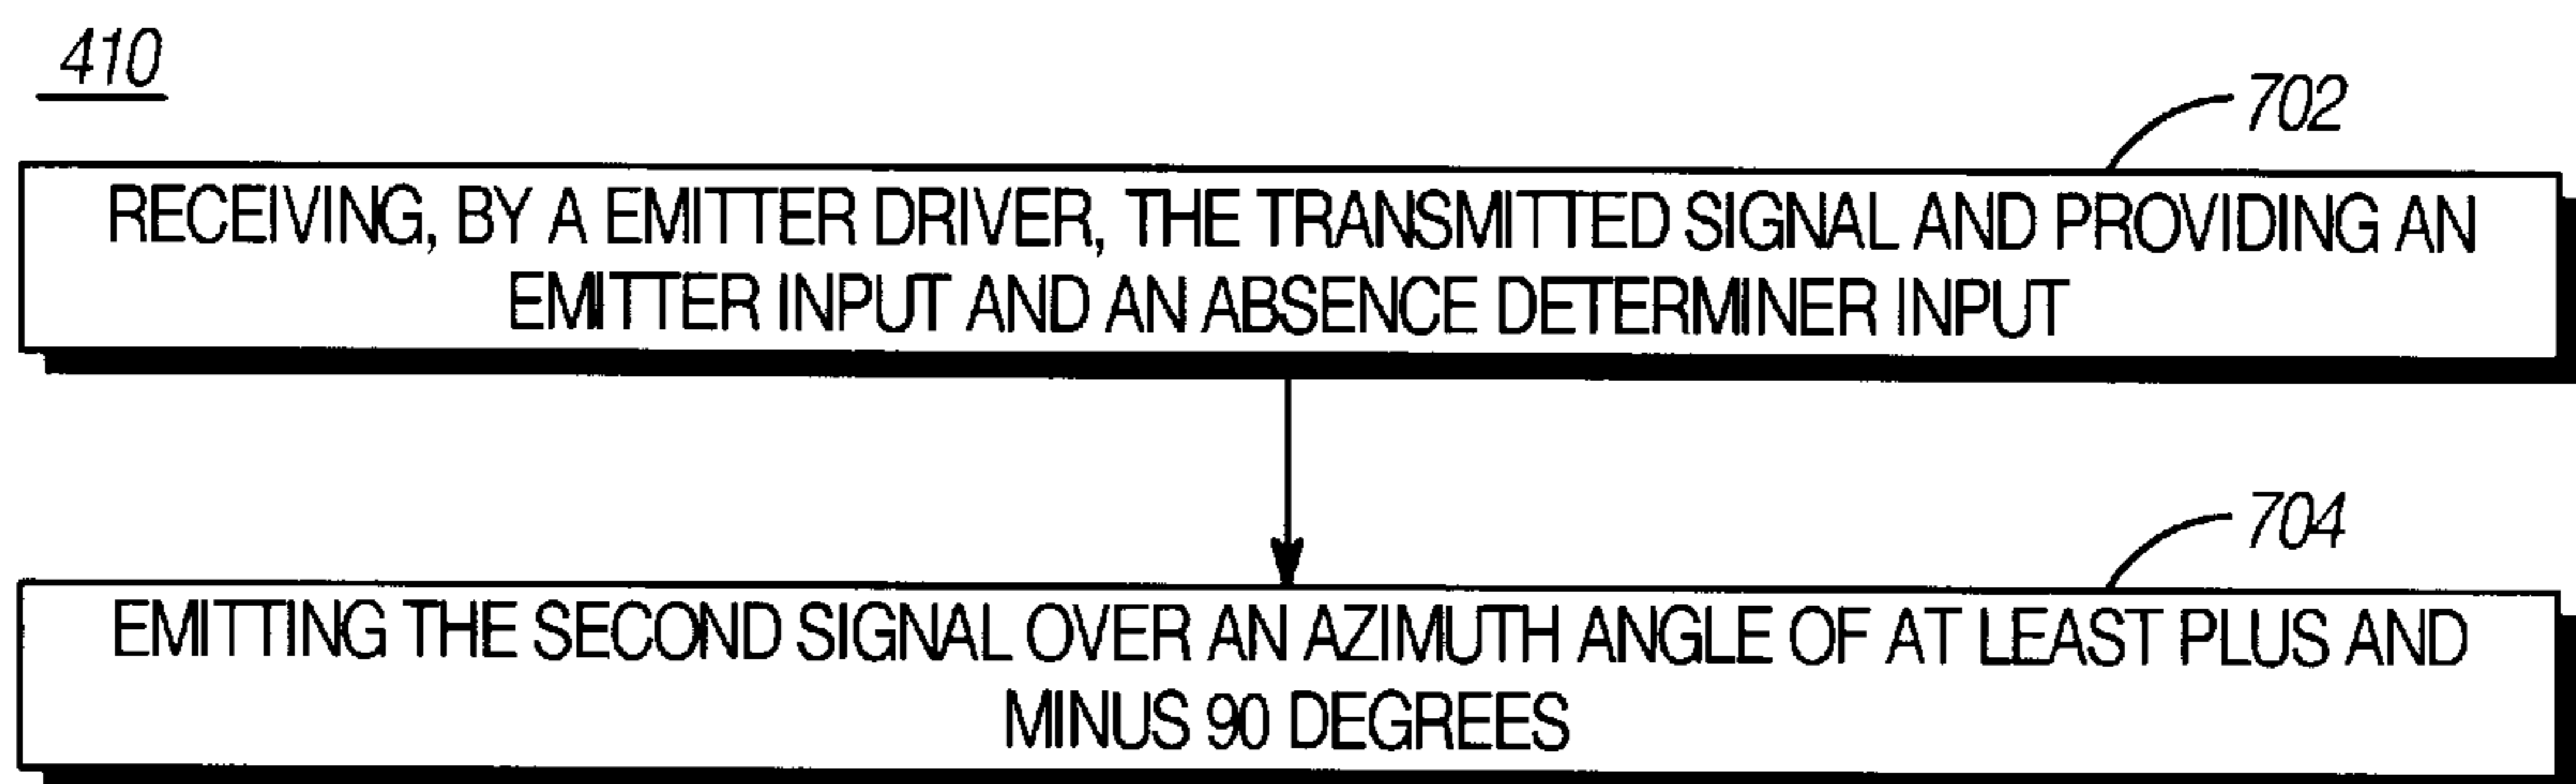 410
702
RECEIVING, BY A EMITTER DRIVER, THE TRANSMITTED SIGNAL AND PROVIDING AN
EMITTER INPUT AND AN ABSENCE DETERMINER INPUT
704
EMITTING THE SECOND SIGNAL OVER AN AZIMUTH ANGLE OF AT LEAST PLUS AND
MINUS 90 DEGREES